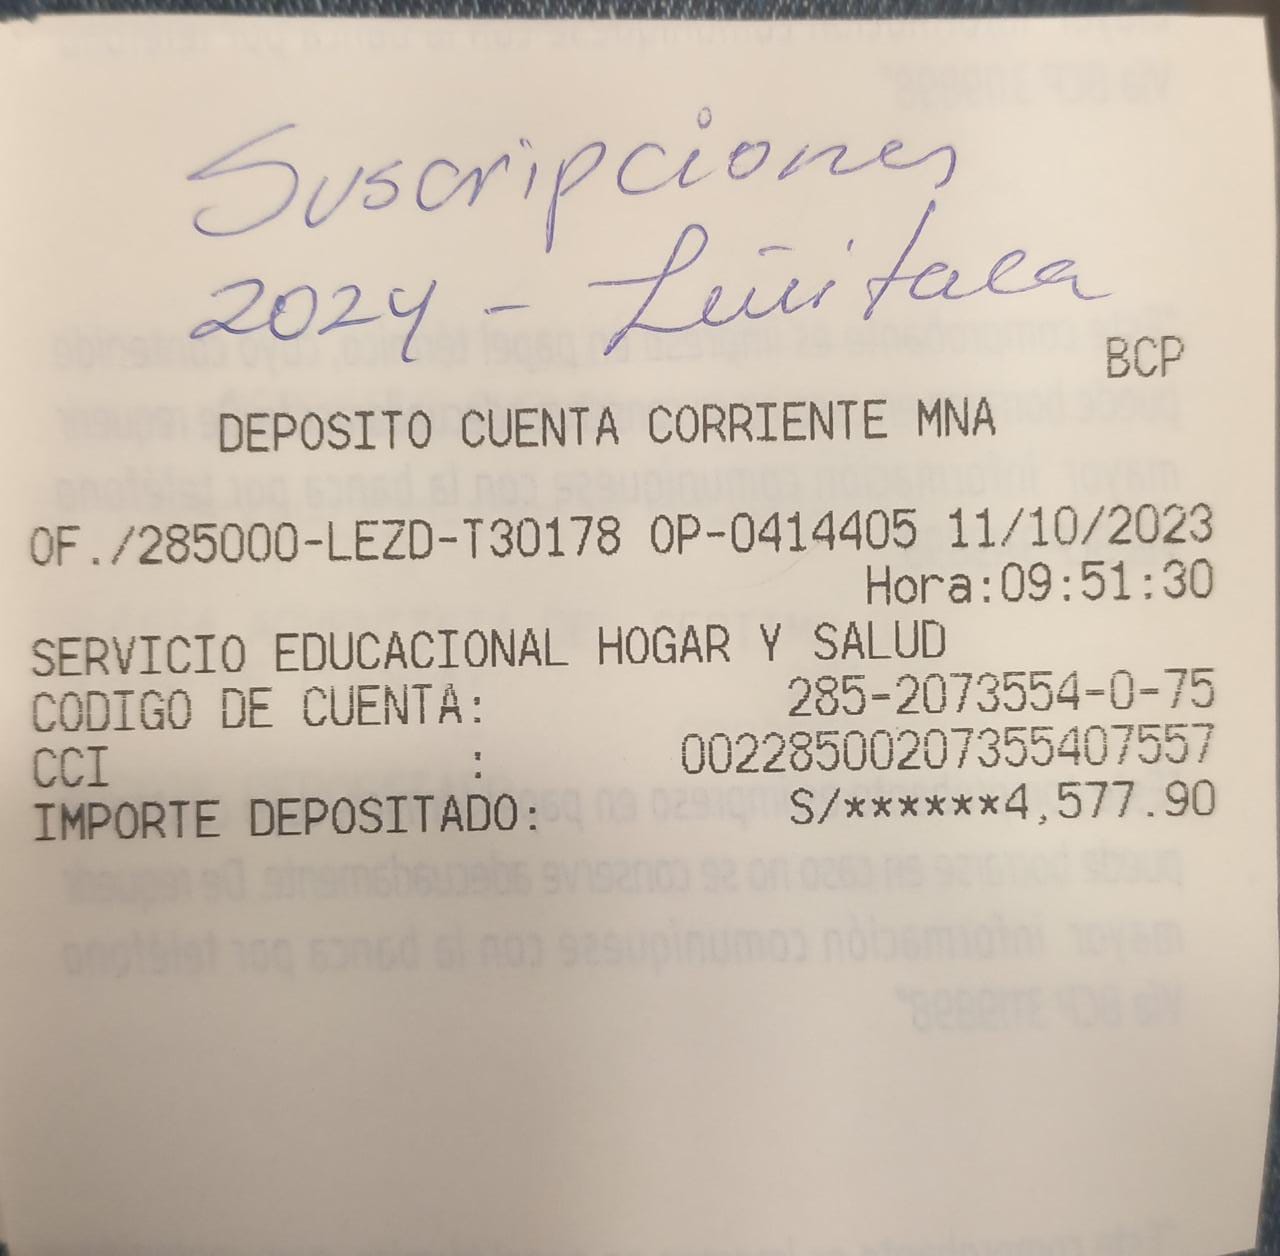 Suscripciones
2024 - Lúitaca
BCP
DEPOSITO CUENTA CORRIENTE MNA
OF./285000-LEZD-T30178 OP-0414405 11/10/2023
Hora:09:51:30
SERVICIO EDUCACIONAL HOGAR Y SALUD
CODIGO DE CUENTA: 285-2073554-0-75
CCI : 00228500207355407557
IMPORTE DEPOSITADO: S/******4,577.90